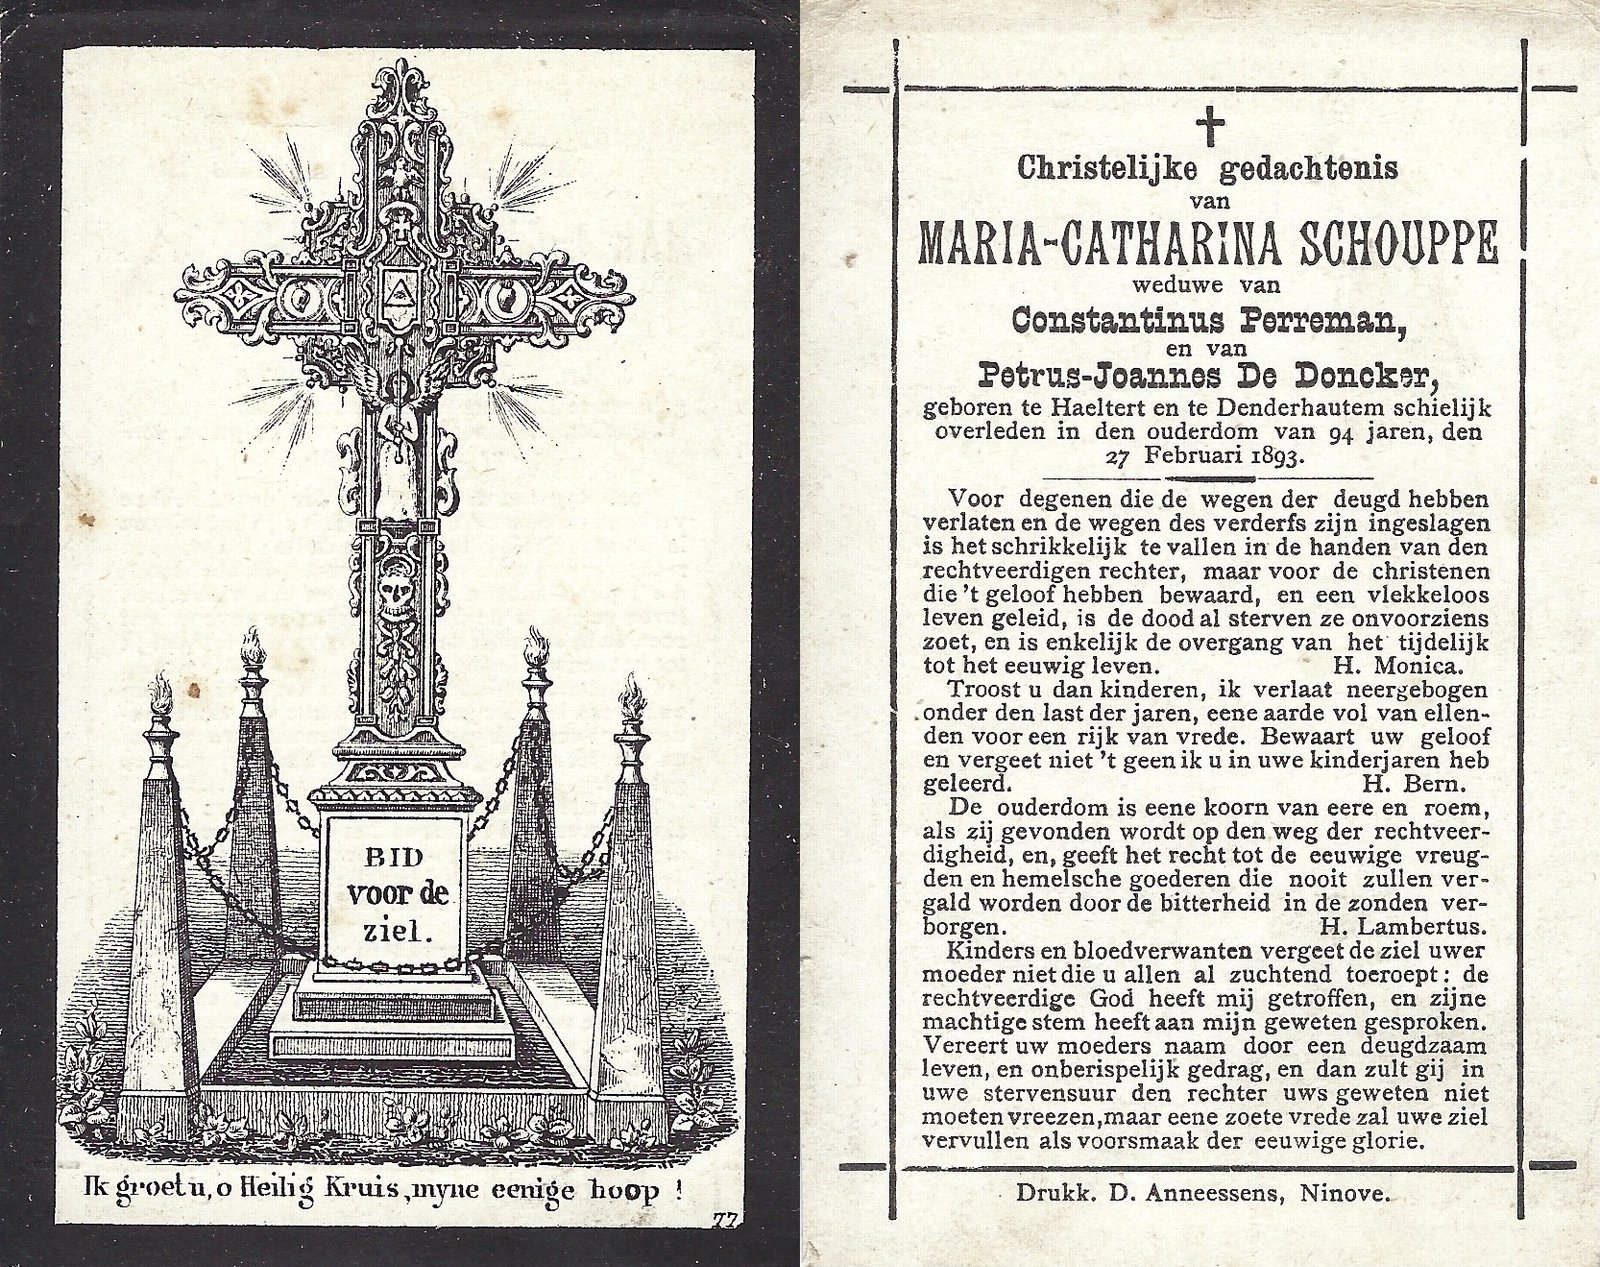 BID
voor de
ziel.
Ik groet u, o Heilig Kruis, myne eenige hoop !
77
Christelijke gedachtenis
van
MARIA-CATHARINA SCHOUPPE
weduwe van
Constantinus Perreman,
en van
Petrus-Joannes De Doncker,
geboren te Haeltert en te Denderhautem schielijk
overleden in den ouderdom van 94 jaren, den
27 Februari 1893.
Voor degenen die de wegen der deugd hebben
verlaten en de wegen des verderfs zijn ingeslagen
is het schrikkelijk te vallen in de handen van den
rechtveerdigen rechter, maar voor de christenen
die 't geloof hebben bewaard, en een vlekkeloos
leven geleid, is de dood al sterven ze onvoorziens
zoet, en is enkelijk de overgang van het tijdelijk
tot het eeuwig leven. H. Monica.
Troost u dan kinderen, ik verlaat neergebogen
onder den last der jaren, eene aarde vol van ellen-
den voor een rijk van vrede. Bewaart uw geloof
en vergeet niet 't geen ik u in uwe kinderjaren heb
geleerd. H. Bern.
De ouderdom is eene koorn van eere en roem,
als zij gevonden wordt op den weg der rechtveer-
digheid, en, geeft het recht tot de eeuwige vreug-
den en hemelsche goederen die nooit zullen ver-
gald worden door de bitterheid in de zonden ver-
borgen. H. Lambertus.
Kinders en bloedverwanten vergeet de ziel uwer
moeder niet die u allen al zuchtend toeroept : de
rechtveerdige God heeft mij getroffen, en zijne
machtige stem heeft aan mijn geweten gesproken.
Vereert uw moeders naam door een deugdzaam
leven, en onberispelijk gedrag, en dan zult gij in
uwe stervensuur den rechter uws geweten niet
moeten vreezen, maar eene zoete vrede zal uwe ziel
vervullen als voorsmaak der eeuwige glorie.
Drukk. D. Anneessens, Ninove.